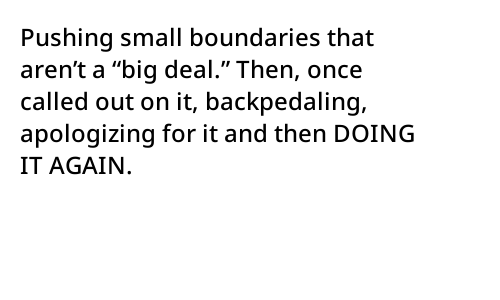 Pushing small boundaries that
aren’t a “big deal.” Then, once
called out on it, backpedaling,
apologizing for it and then DOING
IT AGAIN.